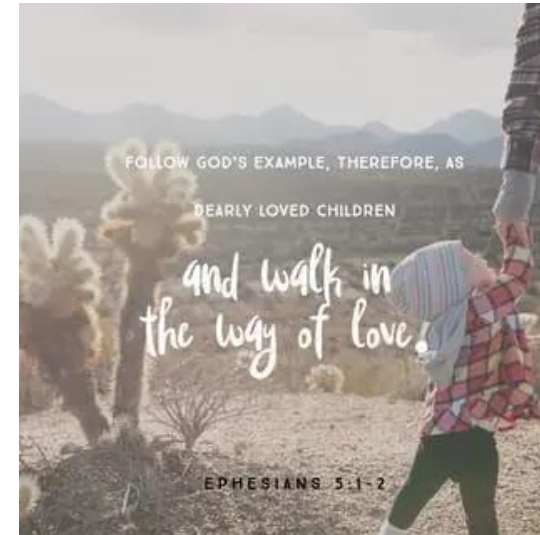 FOLLOW GOD'S EXAMPLE, THEREFORE, AS
DEARLY LOVED CHILDREN
and walk in
the way of love.
EPHESIANS 5:1-2